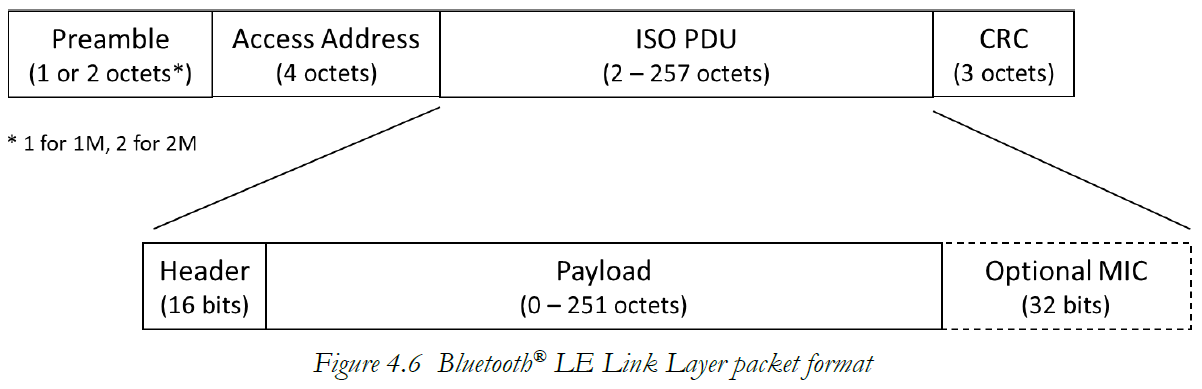 Preamble
(1 or 2 octets*)
Access Address
(4 octets)
ISO PDU
(2 – 257 octets)
CRC
(3 octets)
* 1 for 1M, 2 for 2M
Header
(16 bits)
Payload
(0 – 251 octets)
Optional MIC
(32 bits)
Figure 4.6 Bluetooth® LE Link Layer packet format